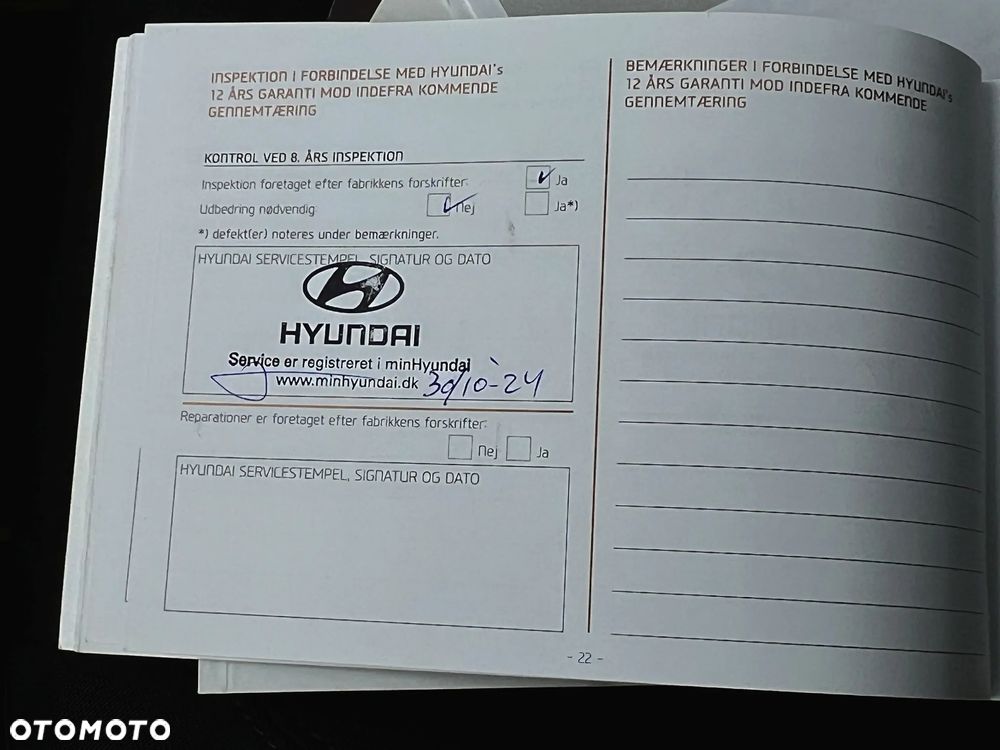 INSPEKTION I FORBINDELSE MED HYUNDAI's
12 ÅRS GARANTI MOD INDEFRA KOMMENDE
GENNEMTÆRING
KONTROL VED 8. ÅRS INSPEKTION
Inspektion foretaget efter fabrikkens forskrifter:
Ja
Udbedring nødvendig:
Nej
Ja*)
*) defekt(er) noteres under bemærkninger.
HYUNDAI SERVICESTEMPEL, SIGNATUR OG DATO
HYUNDAI
Service er registreret i minHyundai
www.minhyundai.dk 30/10-24
Reparationer er foretaget efter fabrikkens forskrifter:
Nej
Ja
HYUNDAI SERVICESTEMPEL, SIGNATUR OG DATO
BEMÆRKNINGER I FORBINDELSE MED HYUNDAI's
12 ÅRS GARANTI MOD INDEFRA KOMMENDE
GENNEMTÆRING
- 22 -
OTOMOTO